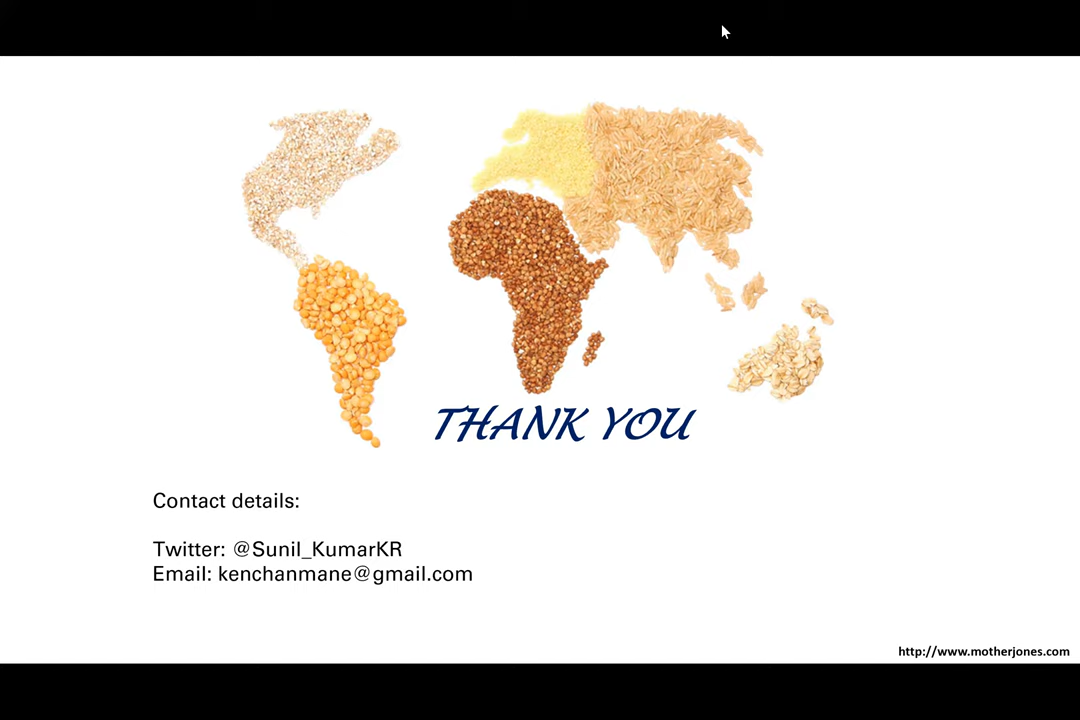 THANK YOU
Contact details:
Twitter: @Sunil_KumarKR
Email: kenchanmane@gmail.com
http://www.motherjones.com